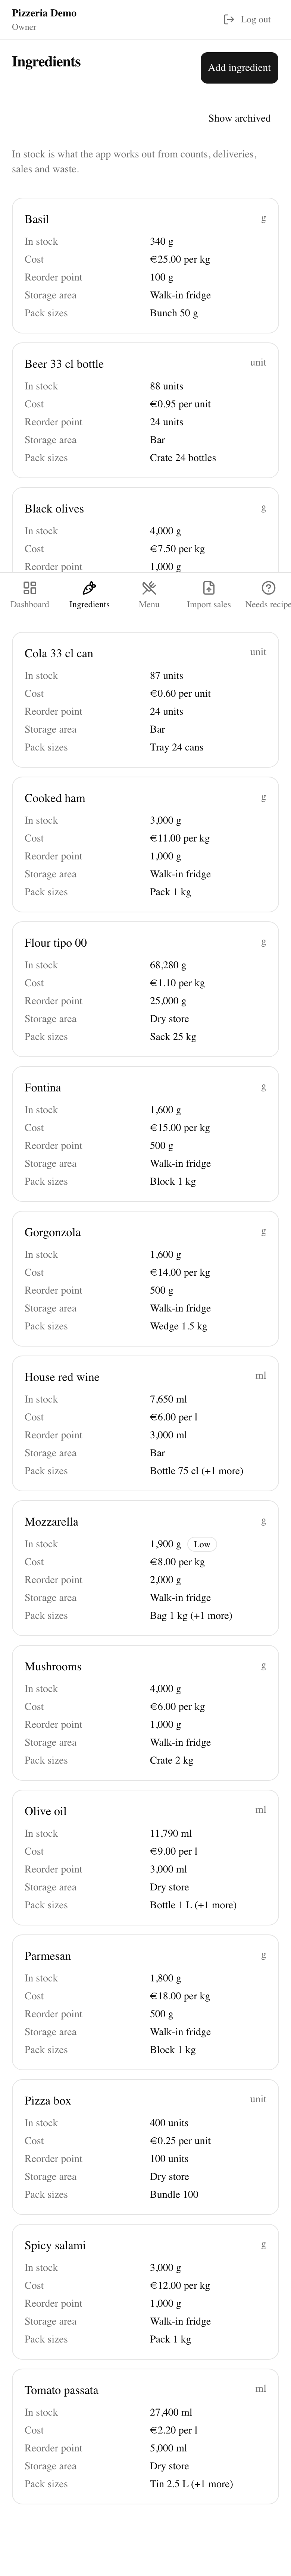 Pizzeria Demo
Owner
Log out
Ingredients
Add ingredient
Show archived
In stock is what the app works out from counts, deliveries,
sales and waste.
Basil g
In stock 340 g
Cost €25.00 per kg
Reorder point 100 g
Storage area Walk-in fridge
Pack sizes Bunch 50 g
Beer 33 cl bottle unit
In stock 88 units
Cost €0.95 per unit
Reorder point 24 units
Storage area Bar
Pack sizes Crate 24 bottles
Black olives g
In stock 4,000 g
Cost €7.50 per kg
Reorder point 1,000 g
Dashboard Ingredients Menu Import sales Needs recipe
Cola 33 cl can unit
In stock 87 units
Cost €0.60 per unit
Reorder point 24 units
Storage area Bar
Pack sizes Tray 24 cans
Cooked ham g
In stock 3,000 g
Cost €11.00 per kg
Reorder point 1,000 g
Storage area Walk-in fridge
Pack sizes Pack 1 kg
Flour tipo 00 g
In stock 68,280 g
Cost €1.10 per kg
Reorder point 25,000 g
Storage area Dry store
Pack sizes Sack 25 kg
Fontina g
In stock 1,600 g
Cost €15.00 per kg
Reorder point 500 g
Storage area Walk-in fridge
Pack sizes Block 1 kg
Gorgonzola g
In stock 1,600 g
Cost €14.00 per kg
Reorder point 500 g
Storage area Walk-in fridge
Pack sizes Wedge 1.5 kg
House red wine ml
In stock 7,650 ml
Cost €6.00 per l
Reorder point 3,000 ml
Storage area Bar
Pack sizes Bottle 75 cl (+1 more)
Mozzarella g
In stock 1,900 g Low
Cost €8.00 per kg
Reorder point 2,000 g
Storage area Walk-in fridge
Pack sizes Bag 1 kg (+1 more)
Mushrooms g
In stock 4,000 g
Cost €6.00 per kg
Reorder point 1,000 g
Storage area Walk-in fridge
Pack sizes Crate 2 kg
Olive oil ml
In stock 11,790 ml
Cost €9.00 per l
Reorder point 3,000 ml
Storage area Dry store
Pack sizes Bottle 1 L (+1 more)
Parmesan g
In stock 1,800 g
Cost €18.00 per kg
Reorder point 500 g
Storage area Walk-in fridge
Pack sizes Block 1 kg
Pizza box unit
In stock 400 units
Cost €0.25 per unit
Reorder point 100 units
Storage area Dry store
Pack sizes Bundle 100
Spicy salami g
In stock 3,000 g
Cost €12.00 per kg
Reorder point 1,000 g
Storage area Walk-in fridge
Pack sizes Pack 1 kg
Tomato passata ml
In stock 27,400 ml
Cost €2.20 per l
Reorder point 5,000 ml
Storage area Dry store
Pack sizes Tin 2.5 L (+1 more)